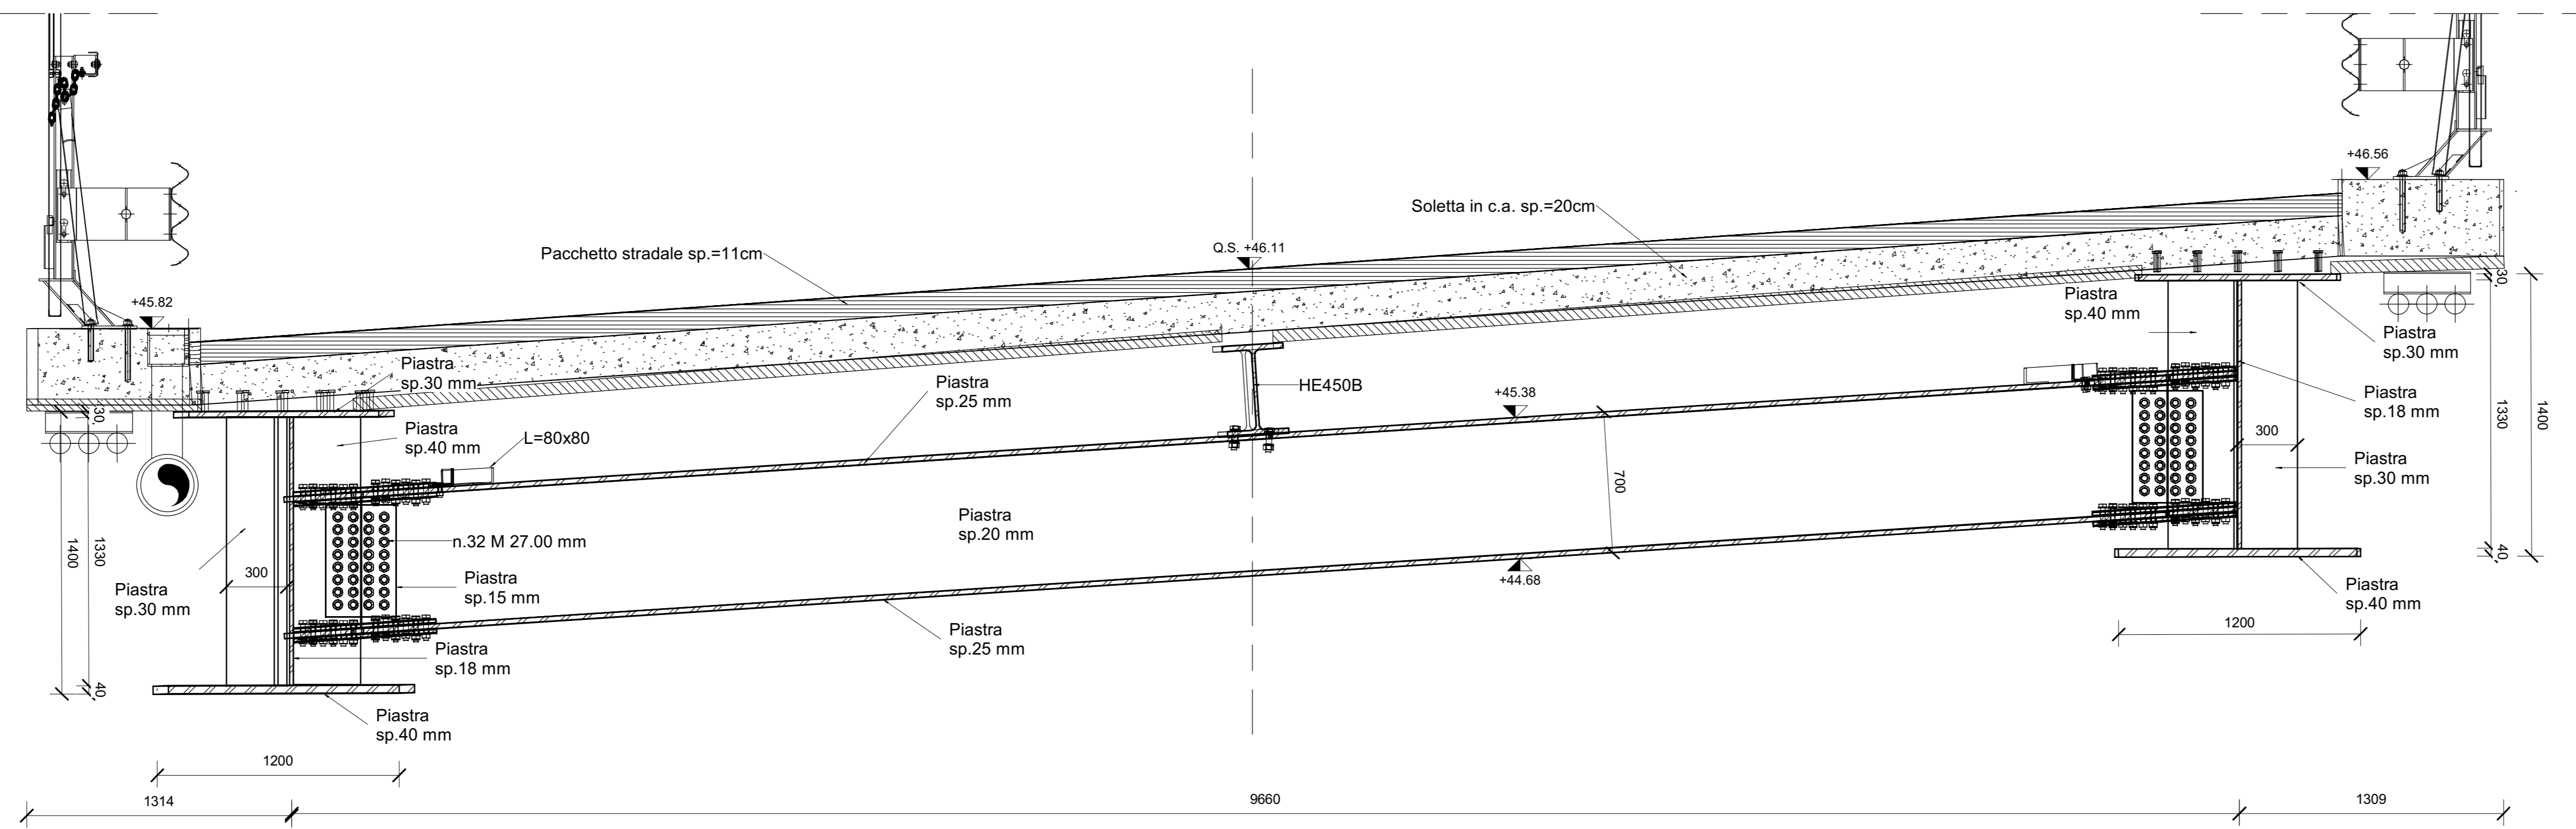 +46.56
Soletta in c.a. sp.=20cm
Q.S. +46.11
Pacchetto stradale sp.=11cm
+45.82
30
Piastra
sp.40 mm
Piastra
sp.30 mm
Piastra
sp.30 mm
Piastra
sp.25 mm
HE450B
+45.38
Piastra
sp.18 mm
1330
1400
30
Piastra
sp.40 mm
L=80x80
300
Piastra
sp.30 mm
700
Piastra
sp.20 mm
n.32 M 27.00 mm
1400
1330
300
Piastra
sp.30 mm
Piastra
sp.15 mm
+44.68
40
Piastra
sp.40 mm
Piastra
sp.25 mm
1200
Piastra
sp.18 mm
40
Piastra
sp.40 mm
1200
1314
9660
1309